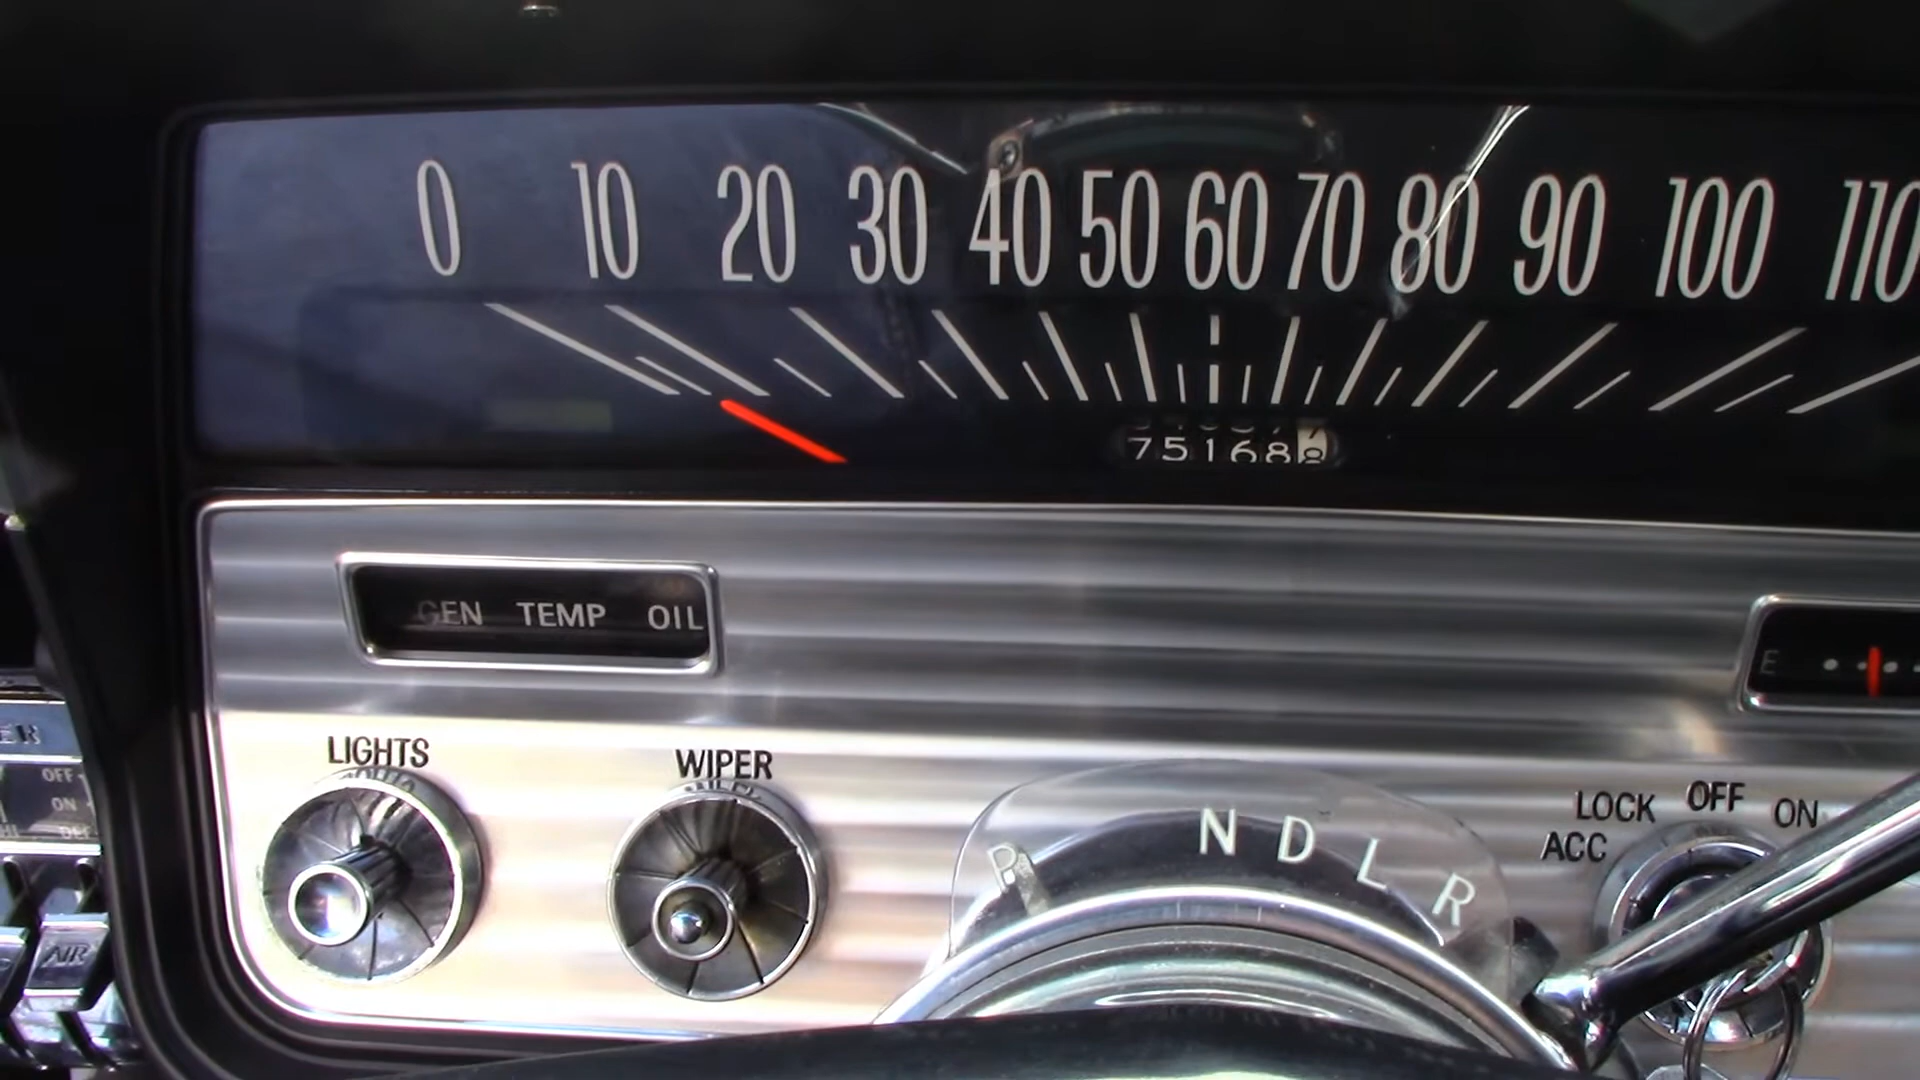 0 10 20 30 40 50 60 70 80 90 100 110
75168
GEN TEMP OIL
E
LIGHTS
WIPER
P N D L R
LOCK OFF ON
ACC
OFF
ON
AIR